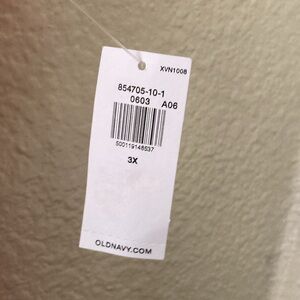 XVN1008
854705-10-1
0603 A06
500119148537
3X
OLDNAVY.COM